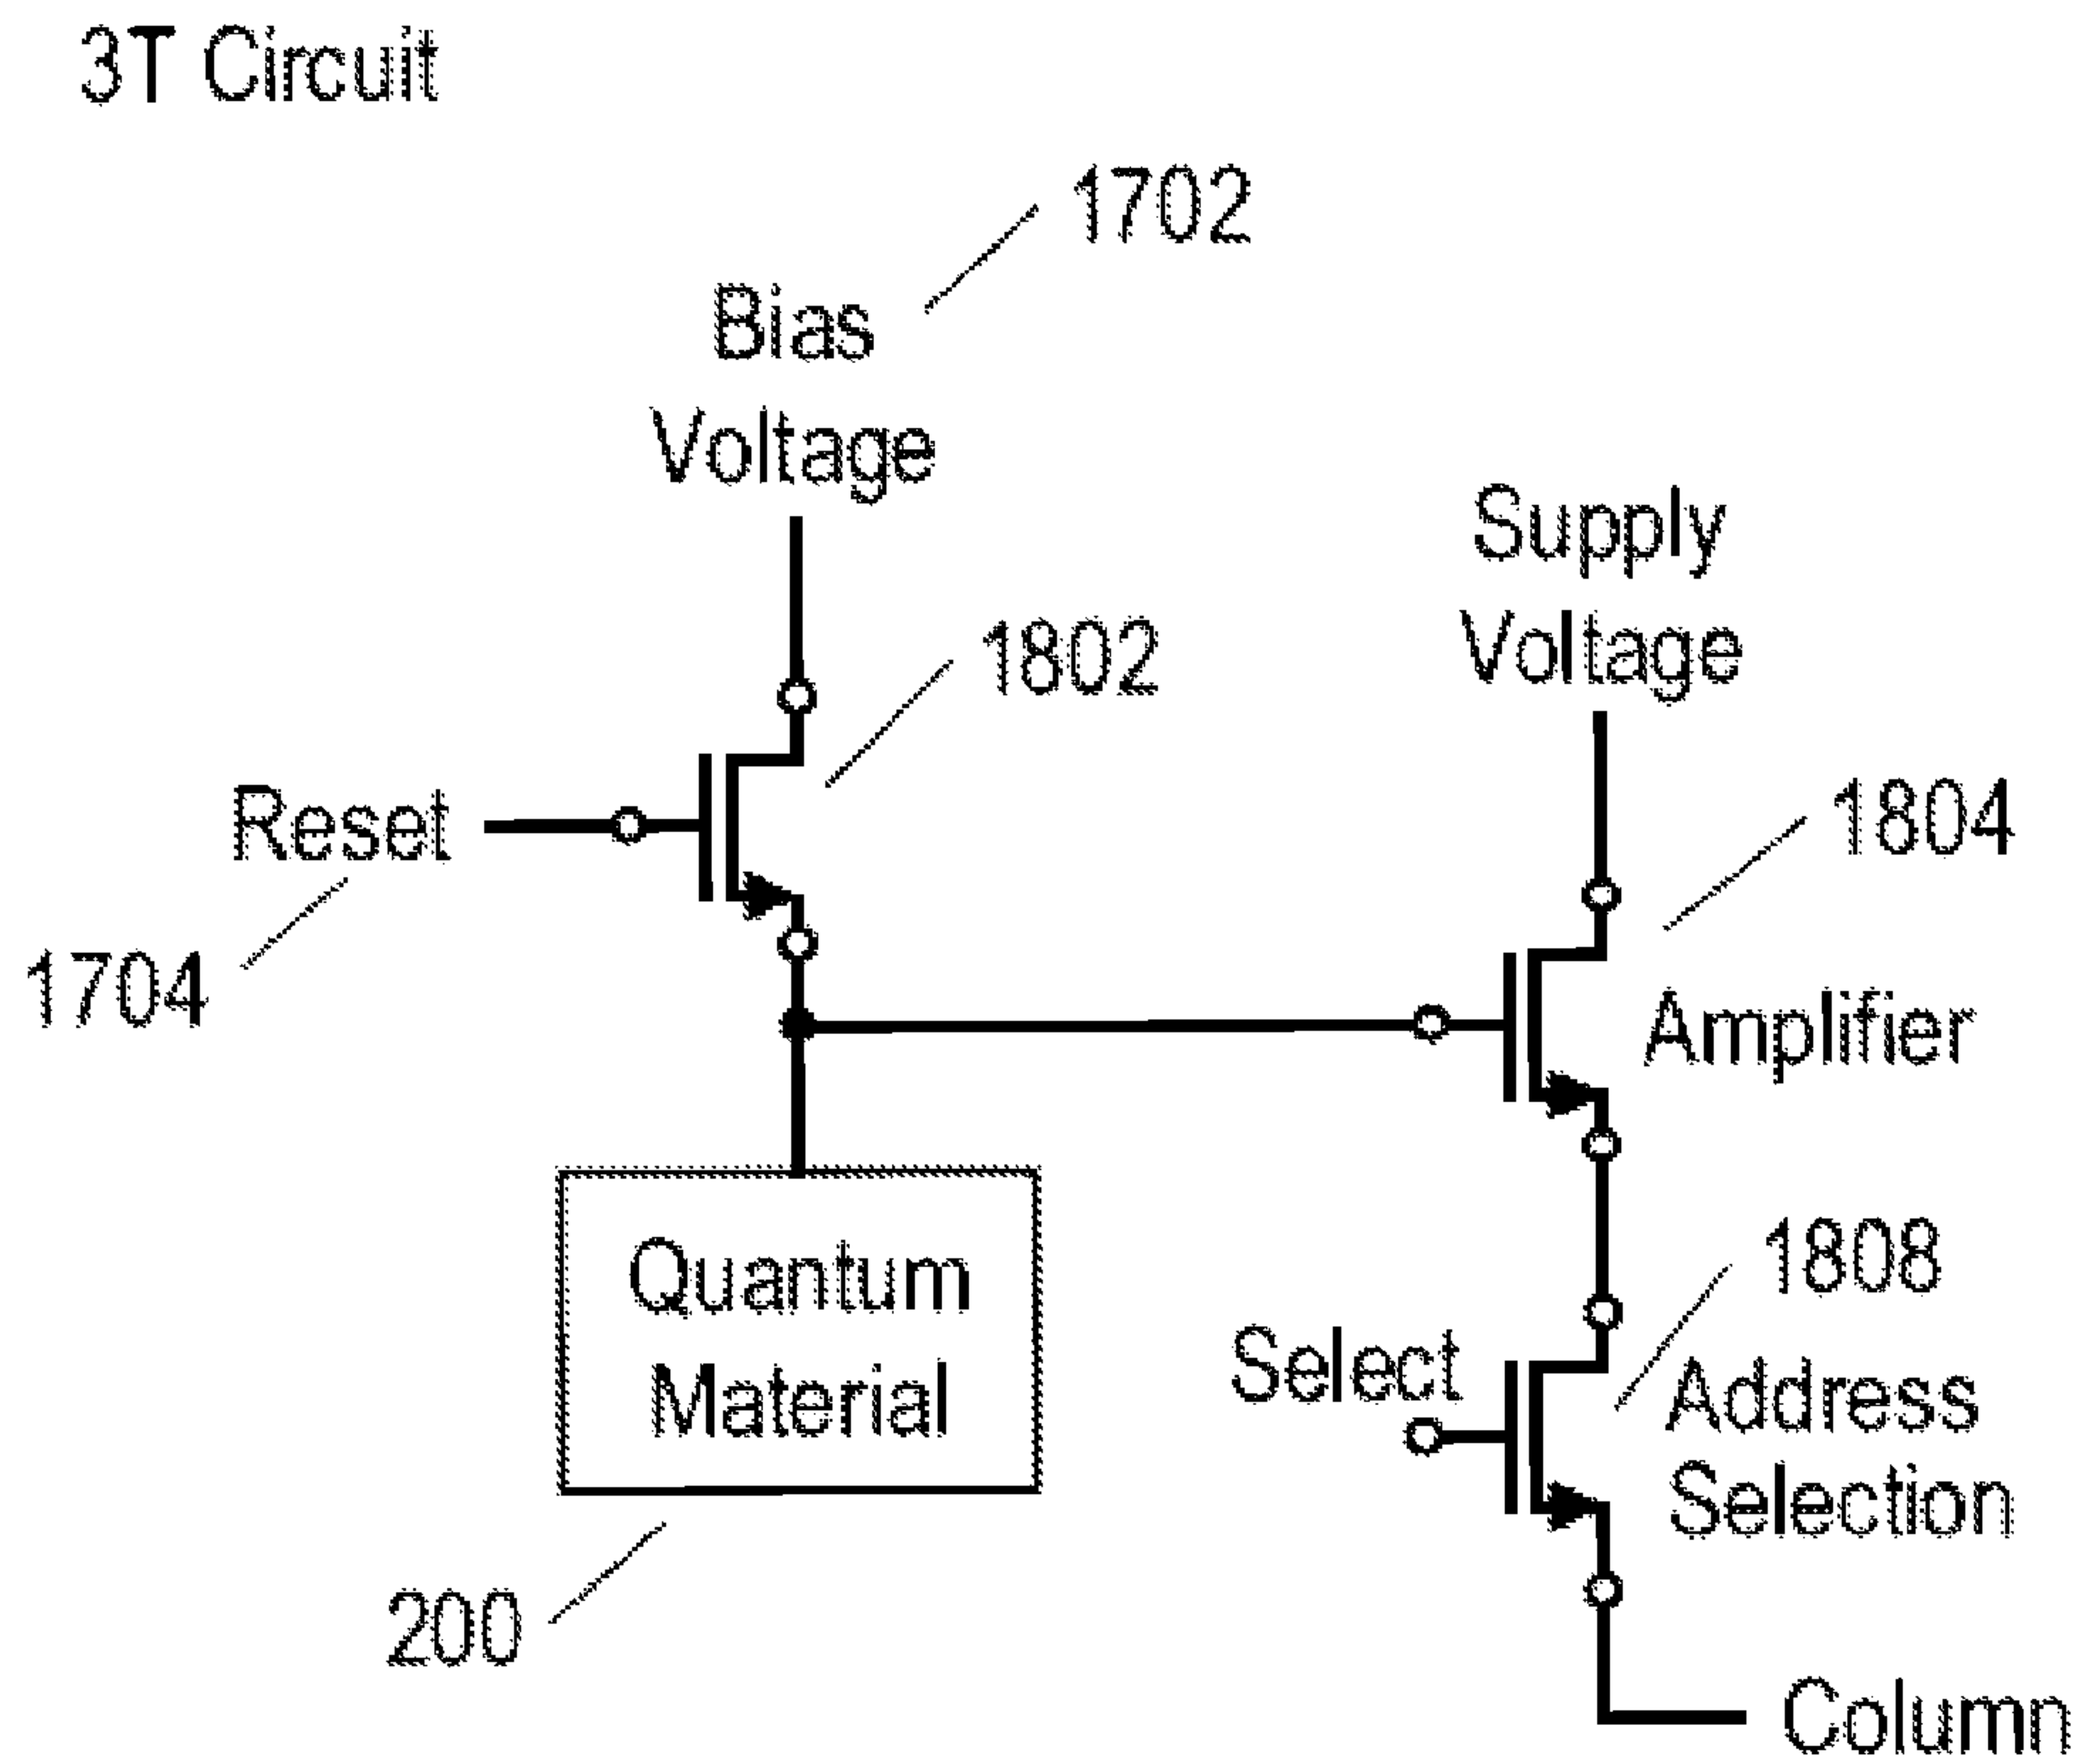 3T Circuit
1702
Bias
Voltage
Supply
Voltage
1802
Reset
1804
1704
Amplifier
Quantum
Material
1808
Select
Address
Selection
200
Column